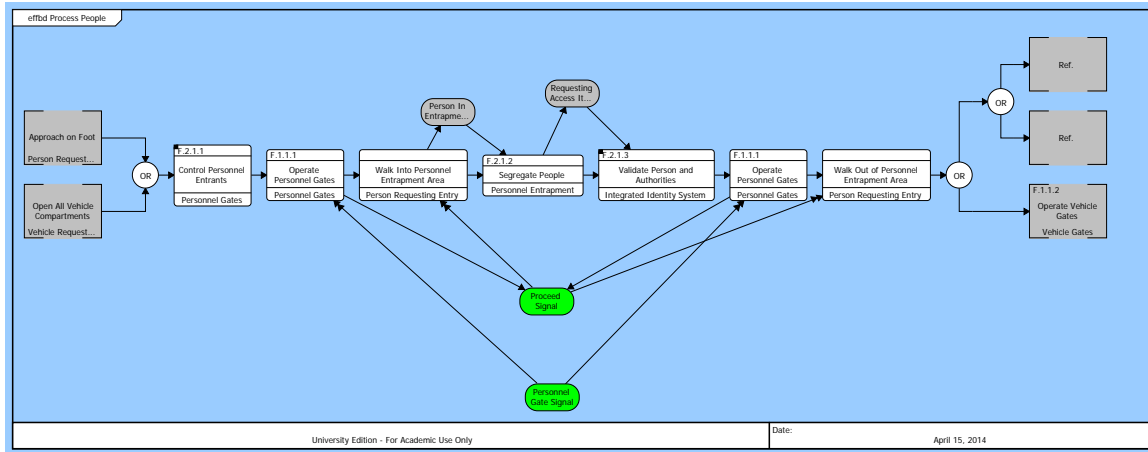 effbd Process People
Approach on Foot
Person Request...
Open All Vehicle
Compartments
Vehicle Request...
OR
F.2.1.1
Control Personnel
Entrants
Personnel Gates
F.1.1.1
Operate
Personnel Gates
Personnel Gates
Person In
Entrapme...
Walk Into Personnel
Entrapment Area
Person Requesting Entry
F.2.1.2
Segregate People
Personnel Entrapment
Requesting
Access It...
F.2.1.3
Validate Person and
Authorities
Integrated Identity System
F.1.1.1
Operate
Personnel Gates
Personnel Gates
Walk Out of Personnel
Entrapment Area
Person Requesting Entry
OR
OR
Ref.
Ref.
F.1.1.2
Operate Vehicle
Gates
Vehicle Gates
Proceed
Signal
Personnel
Gate Signal
University Edition - For Academic Use Only
Date:
April 15, 2014